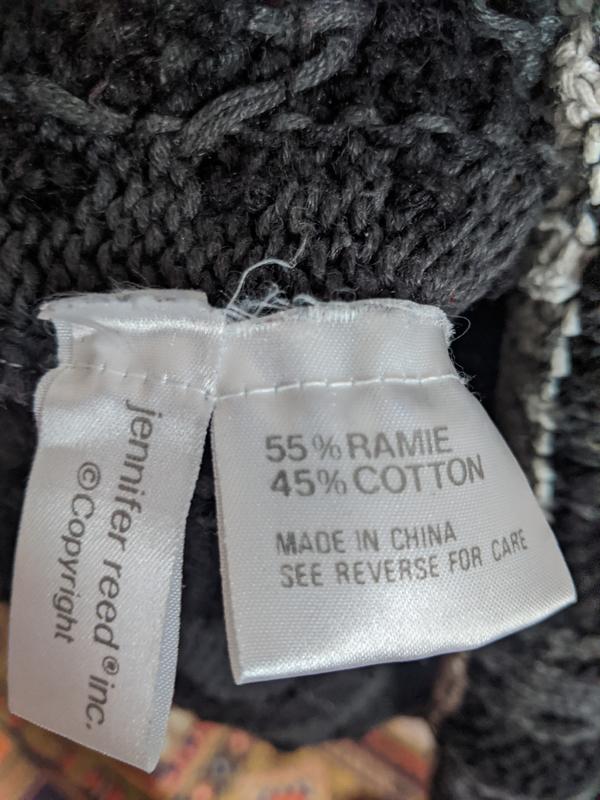 jennifer reed® inc.
©Copyright
55% RAMIE
45% COTTON
MADE IN CHINA
SEE REVERSE FOR CARE